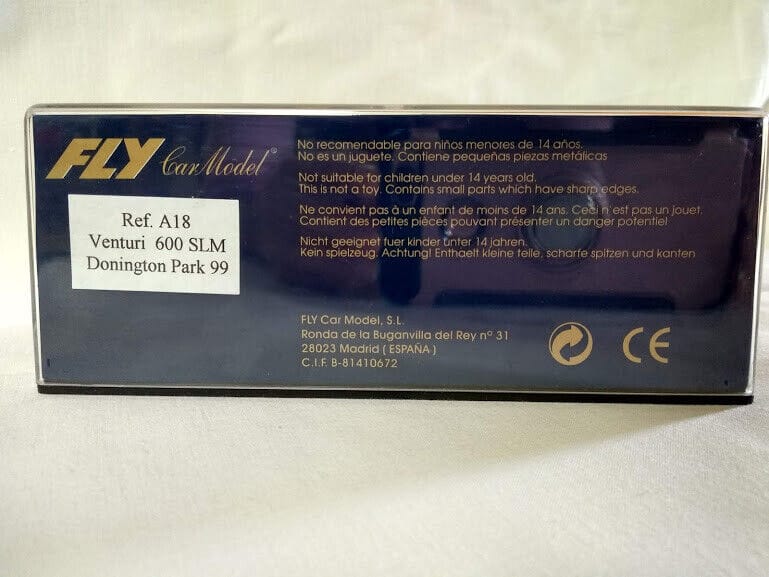 FLY Car Model®
Ref. A18
Venturi 600 SLM
Donington Park 99
No recomendable para niños menores de 14 años.
No es un juguete. Contiene pequeñas piezas metálicas
Not suitable for children under 14 years old.
This is not a toy. Contains small parts which have sharp edges.
Ne convient pas à un enfant de moins de 14 ans. Ceci n'est pas un jouet.
Contient des petites pièces pouvant présenter un danger potentiel
Nicht geeignet fuer kinder unter 14 jahren.
Kein spielzeug. Achtung! Enthaelt kleine teile, scharfe spitzen und kanten
FLY Car Model, S.L.
Ronda de la Buganvilla del Rey nº 31
28023 Madrid ( ESPAÑA )
C.I.F. B-81410672
CE